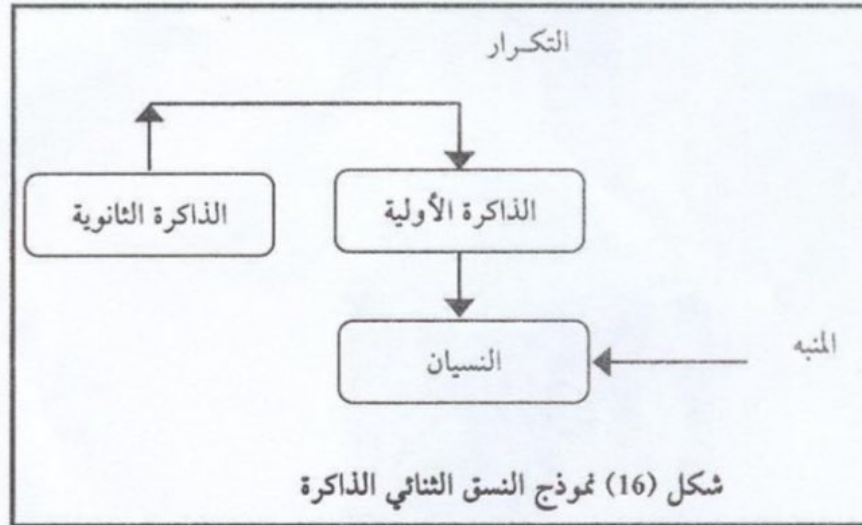 التكرار
الذاكرة الأولية
الذاكرة الثانوية
المنبه
النسيان
شكل (16) نموذج النسق الثنائي الذاكرة